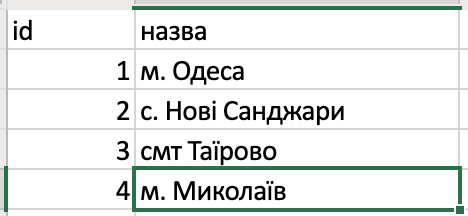 id назва
1 м. Одеса
2 с. Нові Санджари
3 смт Таїрово
4 м. Миколаїв